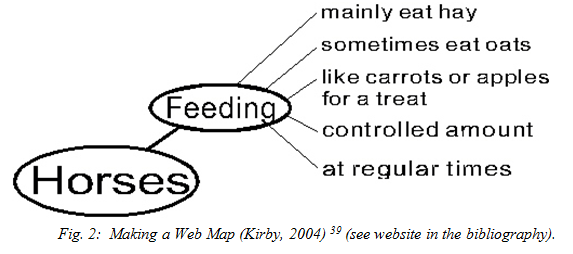 mainly eat hay
sometimes eat oats
like carrots or apples
for a treat
controlled amount
at regular times
Feeding
Horses
Fig. 2: Making a Web Map (Kirby, 2004) 39 (see website in the bibliography).